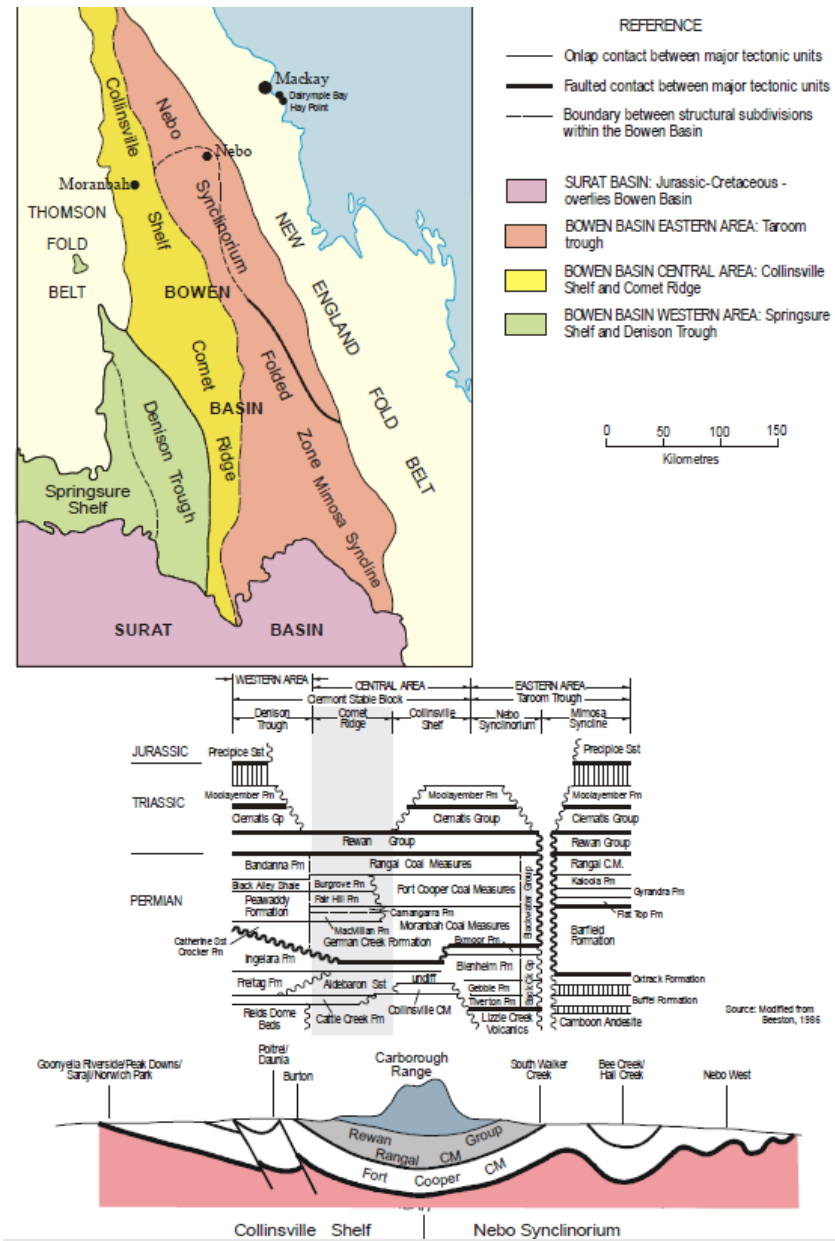 REFERENCE
Onlap contact between major tectonic units
Faulted contact between major tectonic units
Boundary between structural subdivisions
within the Bowen Basin
SURAT BASIN: Jurassic-Cretaceous -
overlies Bowen Basin
BOWEN BASIN EASTERN AREA: Taroom
trough
BOWEN BASIN CENTRAL AREA: Collinsville
Shelf and Comet Ridge
BOWEN BASIN WESTERN AREA: Springsure
Shelf and Denison Trough
0 50 100 150
Kilometres
Mackay
Dalrymple Bay
Hay Point
Collinsville
Shelf
Nebo
Synclinorium
Nebo
Moranbah
THOMSON
FOLD
BELT
NEW
ENGLAND
FOLD
BELT
BOWEN
BASIN
Comet
Ridge
Folded
Zone
Mimosa
Syncline
Denison
Trough
Springsure
Shelf
SURAT BASIN
WESTERN AREA CENTRAL AREA EASTERN AREA
Clermont Stable Block Taroom Trough
Denison
Trough
Comet
Ridge
Collinsville
Shelf
Nebo
Synclinorium
Mimosa
Syncline
JURASSIC Precipice Sst Precipice Sst
TRIASSIC Moolayember Fm Moolayember Fm Moolayember Fm
Clematis Gp Clematis Group Clematis Group
Rewan Group Rewan Group
PERMIAN
Bandanna Fm Rangal Coal Measures Rangal C.M.
Black Alley Shale Burgrove Fm Fort Cooper Coal Measures Kaloola Fm
Peawaddy
Formation
Fair Hill Fm Gyrandra Fm
Camangarra Fm Flat Top Fm
MacMillan Fm Moranbah Coal Measures
Blackwater Group
Barfield
Formation
Catherine Sst
Crocker Fm
German Creek Formation Exmoor Fm
Ingelara Fm Blenheim Fm
Freitag Fm Aldebaran Sst undiff Gebbie Fm
Back Ck Gp
Oxtrack Formation
Collinsville CM Tiverton Fm Buffel Formation
Reids Dome
Beds
Cattle Creek Fm Lizzie Creek
Volcanics
Camboon Andesite
Source: Modified from
Beeston, 1986
Goonyella Riverside/Peak Downs/
Saraji/Norwich Park
Poitrel/
Daunia
Burton
Carborough
Range
South Walker
Creek
Bee Creek/
Hail Creek
Nebo West
Rewan Group
Rangal CM
Fort Cooper CM
Collinsville Shelf Nebo Synclinorium